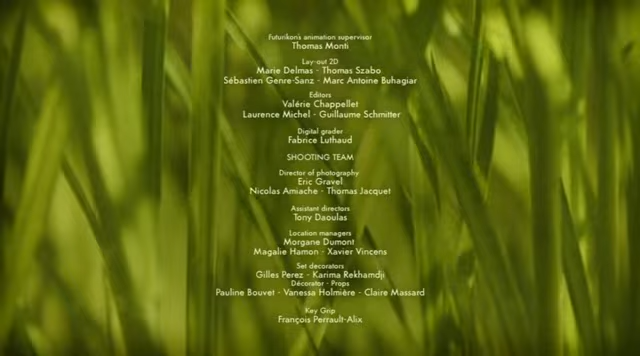 Futurikon's animation supervisor
Thomas Monti
Lay-out 2D
Marie Delmas - Thomas Szabo
Sébastien Genre-Sanz - Marc Antoine Buhagiar
Editors
Valérie Chappellet
Laurence Michel - Guillaume Schmitter
Digital grader
Fabrice Luthaud
SHOOTING TEAM
Director of photography
Eric Gravel
Nicolas Amiache - Thomas Jacquet
Assistant directors
Tony Daoulas
Location managers
Morgane Dumont
Magalie Hamon - Xavier Vincens
Set decorators
Gilles Perez - Karima Rekhamdji
Décorator - Props
Pauline Bouvet - Vanessa Holmière - Claire Massard
Key Grip
François Perrault-Alix